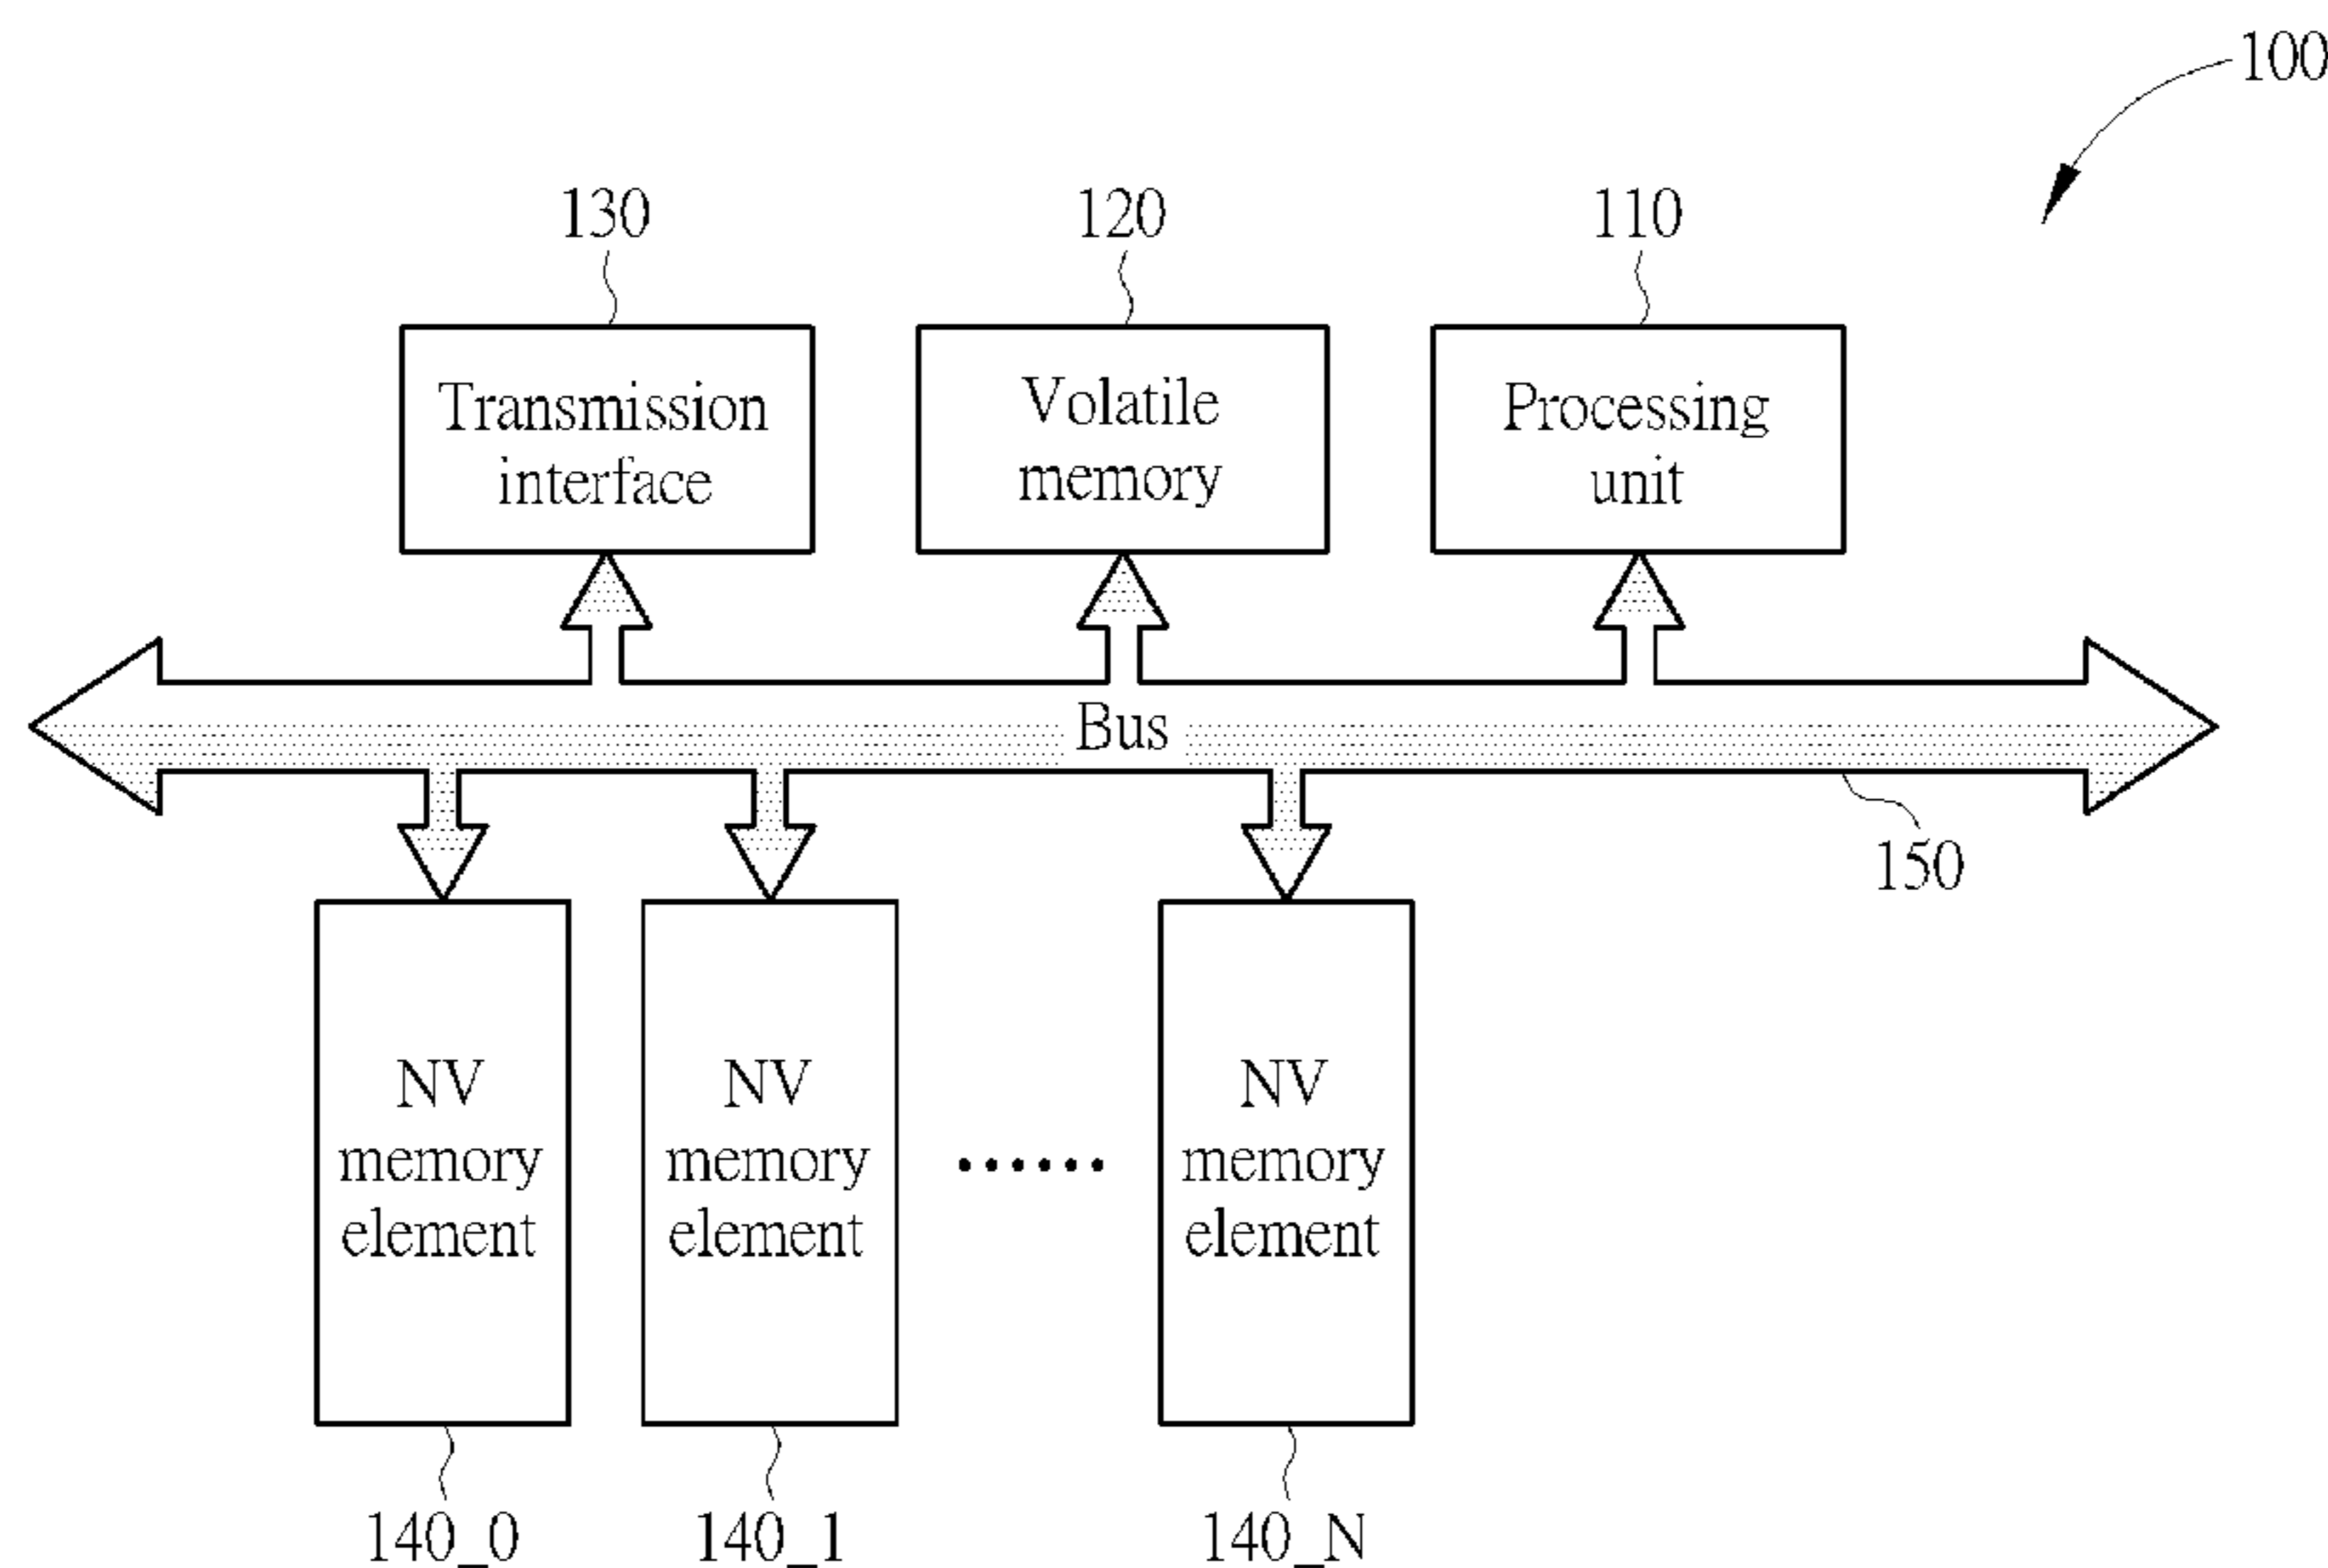 100
130
120
110
Transmission
interface
Volatile
memory
Processing
unit
Bus
150
NV
memory
element
NV
memory
element
......
NV
memory
element
140_0
140_1
140_N